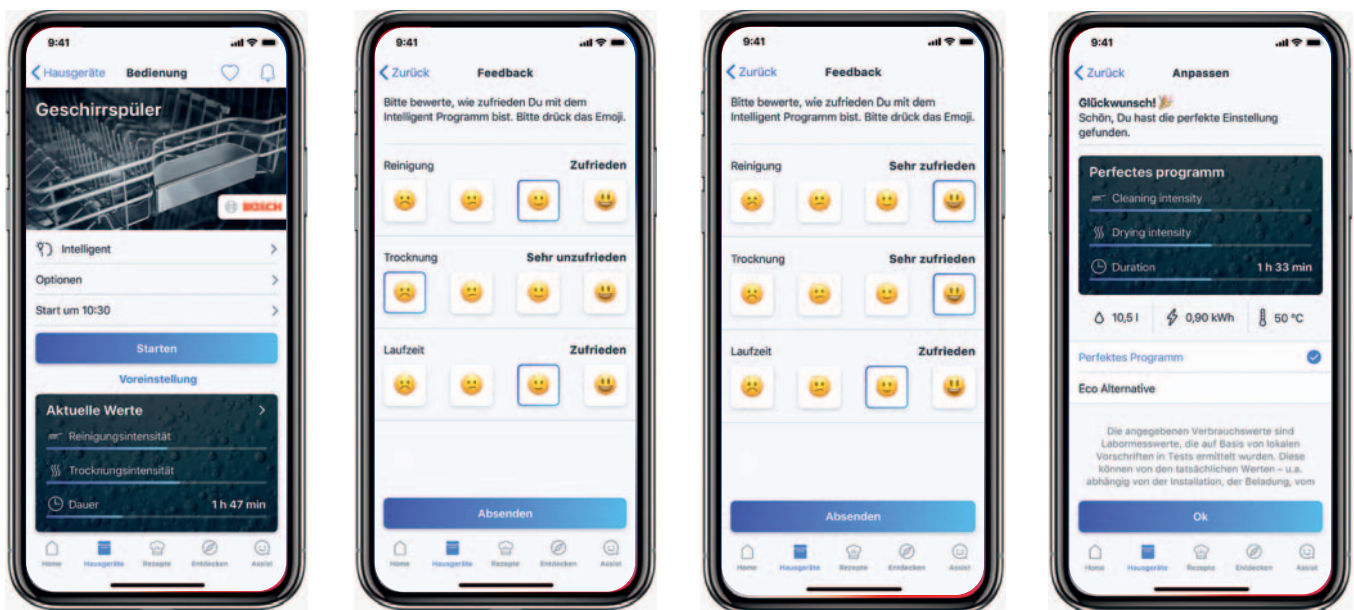 9:41
Hausgeräte Bedienung
Geschirrspüler
BOSCH
Intelligent
Optionen
Start um 10:30
Starten
Voreinstellung
Aktuelle Werte
Reinigungsintensität
Trocknungsintensität
Dauer 1 h 47 min
Home Hausgeräte Rezepte Entdecken Assist
9:41
Zurück Feedback
Bitte bewerte, wie zufrieden Du mit dem
Intelligent Programm bist. Bitte drück das Emoji.
Reinigung Zufrieden
Trocknung Sehr unzufrieden
Laufzeit Zufrieden
Absenden
Home Hausgeräte Rezepte Entdecken Assist
9:41
Zurück Feedback
Bitte bewerte, wie zufrieden Du mit dem
Intelligent Programm bist. Bitte drück das Emoji.
Reinigung Sehr zufrieden
Trocknung Sehr zufrieden
Laufzeit Zufrieden
Absenden
Home Hausgeräte Rezepte Entdecken Assist
9:41
Zurück Anpassen
Glückwunsch! 🎉
Schön, Du hast die perfekte Einstellung
gefunden.
Perfectes programm
Cleaning intensity
Drying intensity
Duration 1 h 33 min
10,5 l 0,90 kWh 50 °C
Perfektes Programm
Eco Alternative
Die angegebenen Verbrauchswerte sind
Labormesswerte, die auf Basis von lokalen
Vorschriften in Tests ermittelt wurden. Diese
können von den tatsächlichen Werten – u.a.
abhängig von der Installation, der Beladung, vom
Ok
Home Hausgeräte Rezepte Entdecken Assist